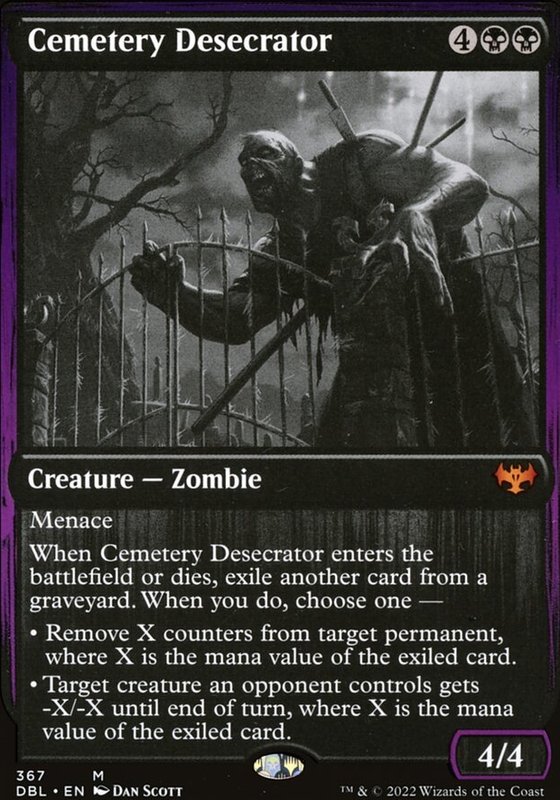 Cemetery Desecrator 4
Creature — Zombie
Menace
When Cemetery Desecrator enters the
battlefield or dies, exile another card from a
graveyard. When you do, choose one —
• Remove X counters from target permanent,
where X is the mana value of the exiled card.
• Target creature an opponent controls gets
-X/-X until end of turn, where X is the mana
value of the exiled card.
4/4
367 M
DBL • EN Dan Scott
™ & © 2022 Wizards of the Coast